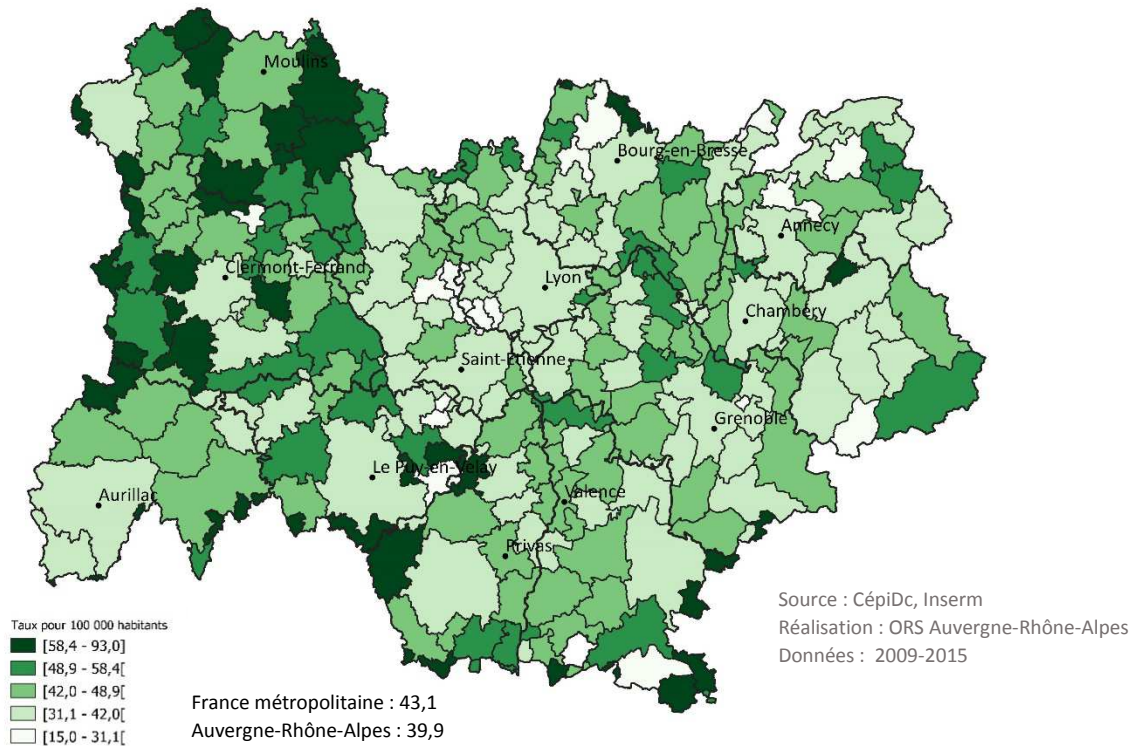 Moulins
Bourg-en-Bresse
Annecy
Clermont-Ferrand
Lyon
Chambéry
Saint-Etienne
Grenoble
Le Puy-en-Velay
Aurillac
Valence
Privas
Source : CépiDc, Inserm
Réalisation : ORS Auvergne-Rhône-Alpes
Données : 2009-2015
Taux pour 100 000 habitants
[58,4 - 93,0]
[48,9 - 58,4[
[42,0 - 48,9[
[31,1 - 42,0[
[15,0 - 31,1[
France métropolitaine : 43,1
Auvergne-Rhône-Alpes : 39,9